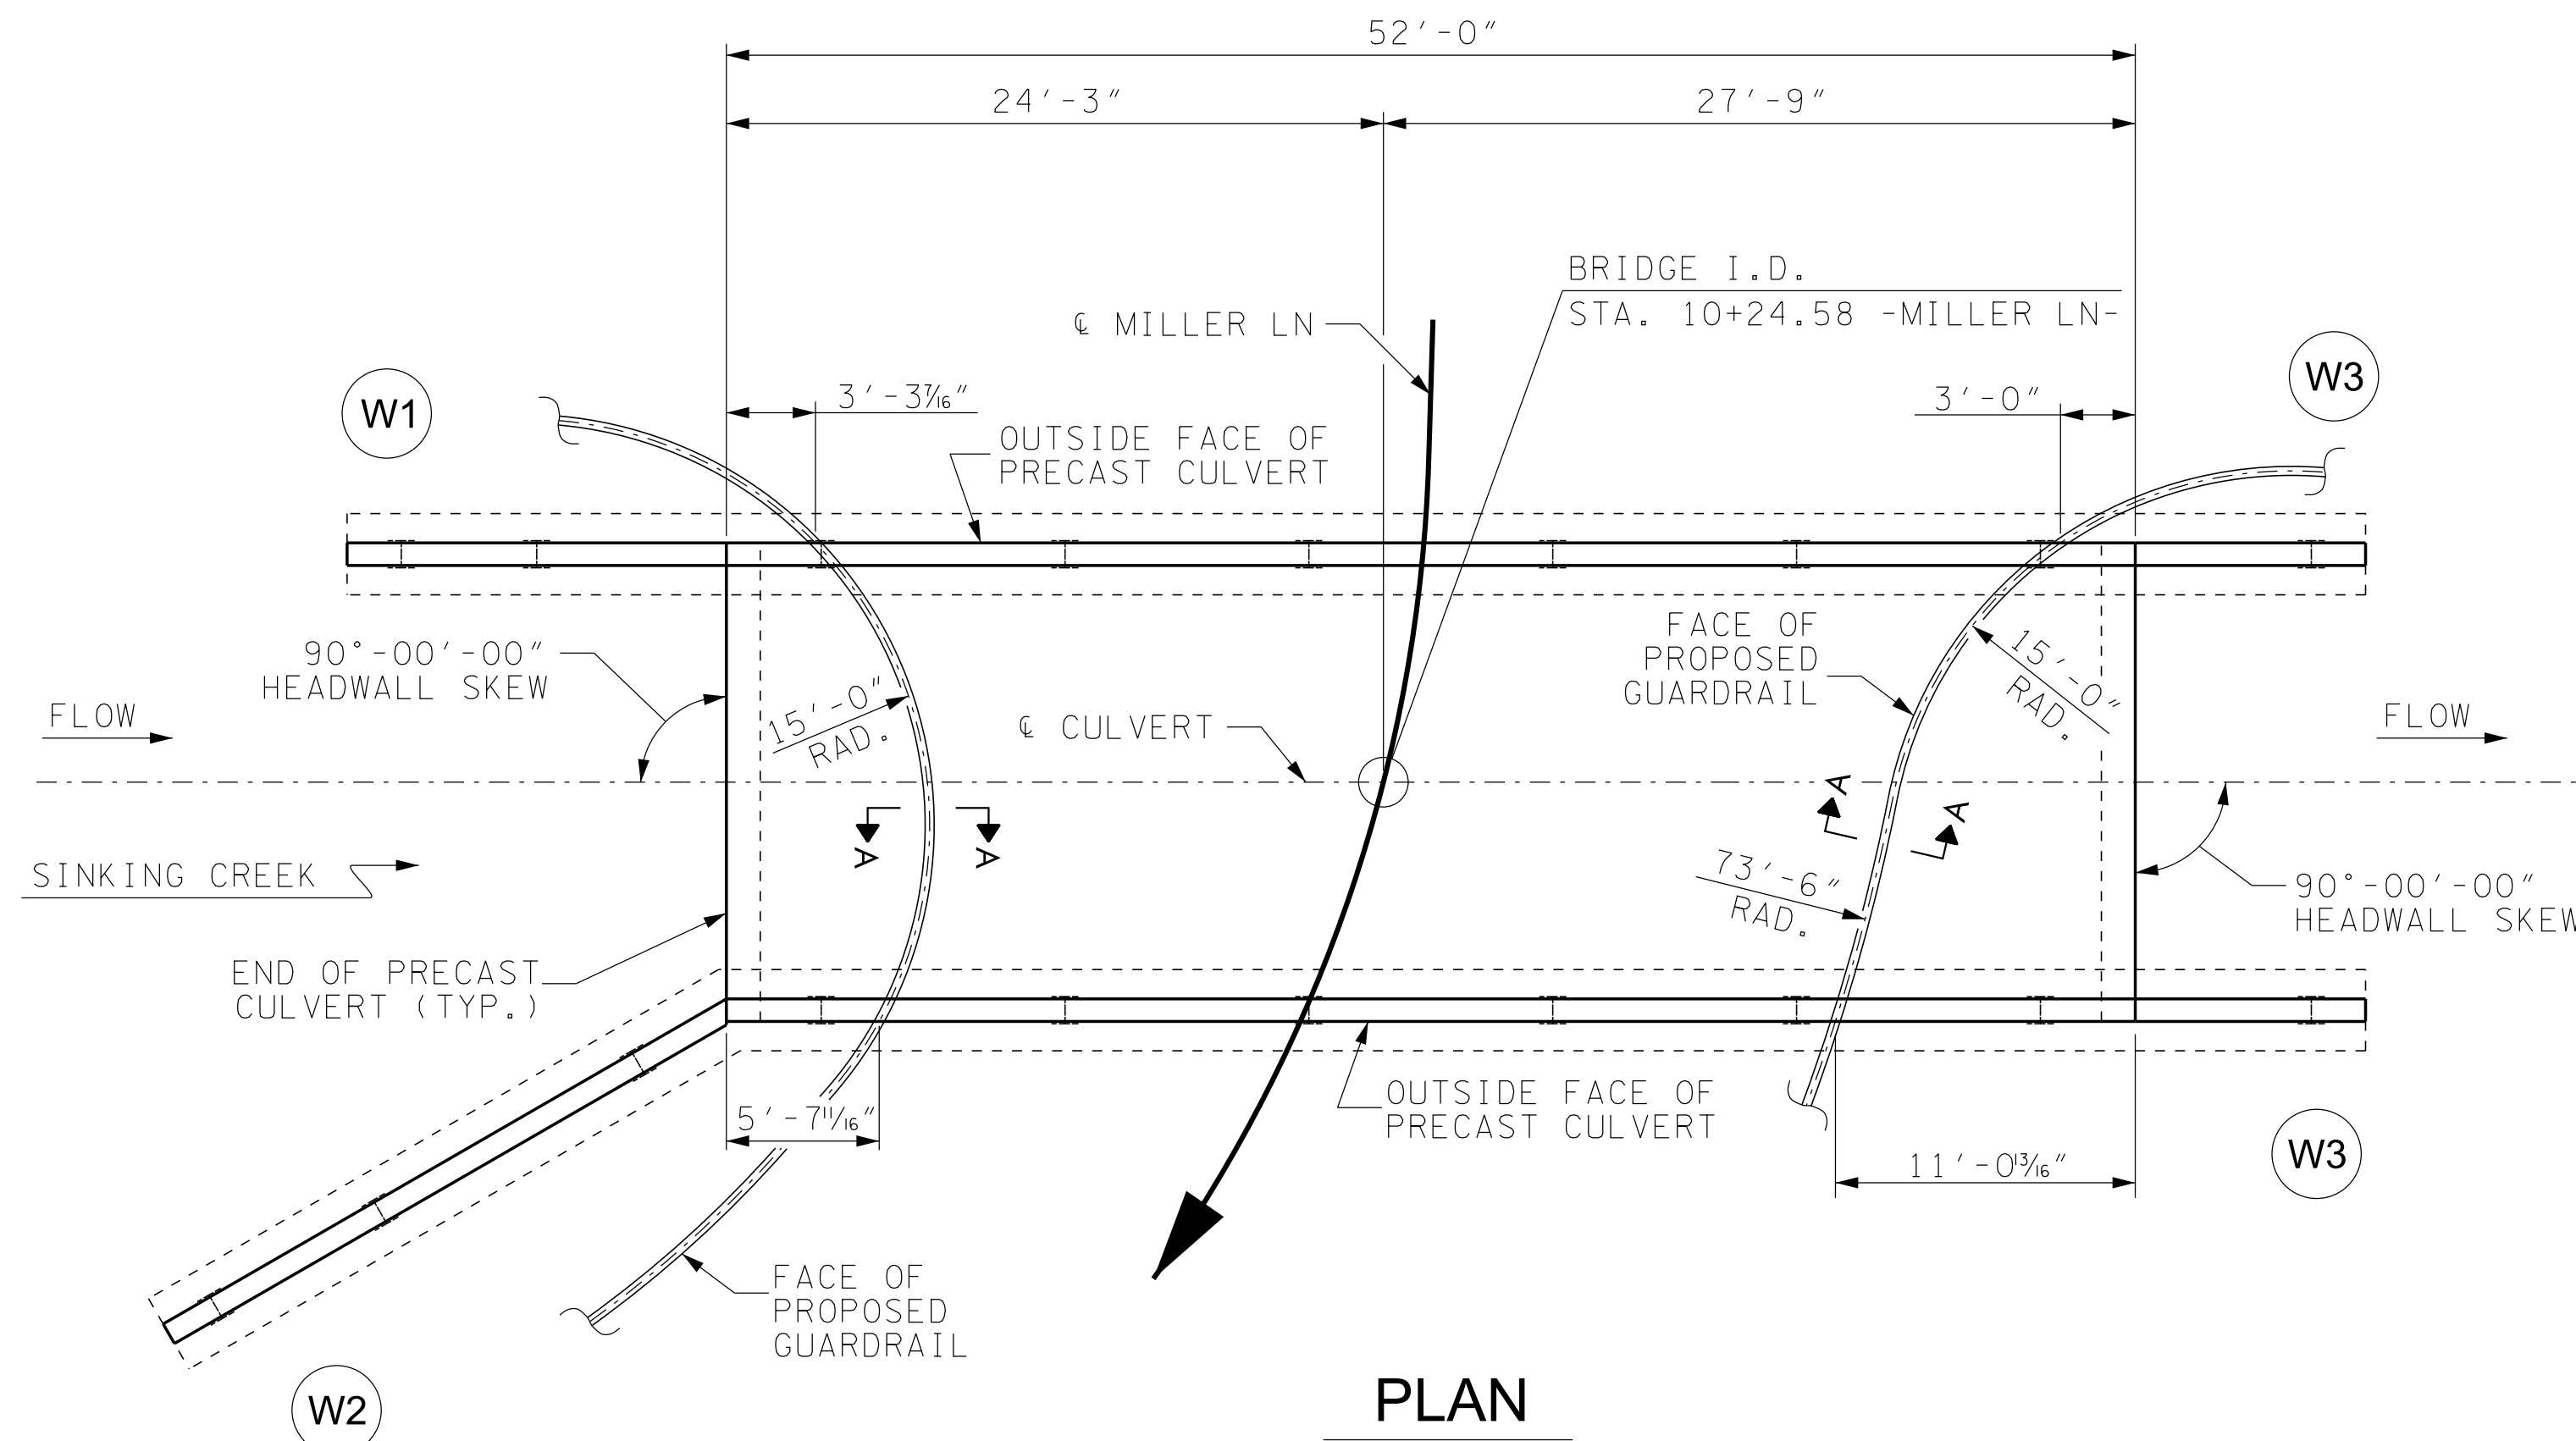 52'-0"
24'-3"
27'-9"
BRIDGE I.D.
STA. 10+24.58 -MILLER LN-
℄ MILLER LN
W1
3'-3 7/16"
3'-0"
W3
OUTSIDE FACE OF
PRECAST CULVERT
90°-00'-00"
HEADWALL SKEW
FACE OF
PROPOSED
GUARDRAIL
15'-0"
RAD.
15'-0"
RAD.
FLOW
℄ CULVERT
FLOW
A
A
A
A
SINKING CREEK
73'-6"
RAD.
90°-00'-00"
HEADWALL SKEW
END OF PRECAST
CULVERT (TYP.)
5'-7 11/16"
OUTSIDE FACE OF
PRECAST CULVERT
11'-0 13/16"
W3
FACE OF
PROPOSED
GUARDRAIL
W2
PLAN